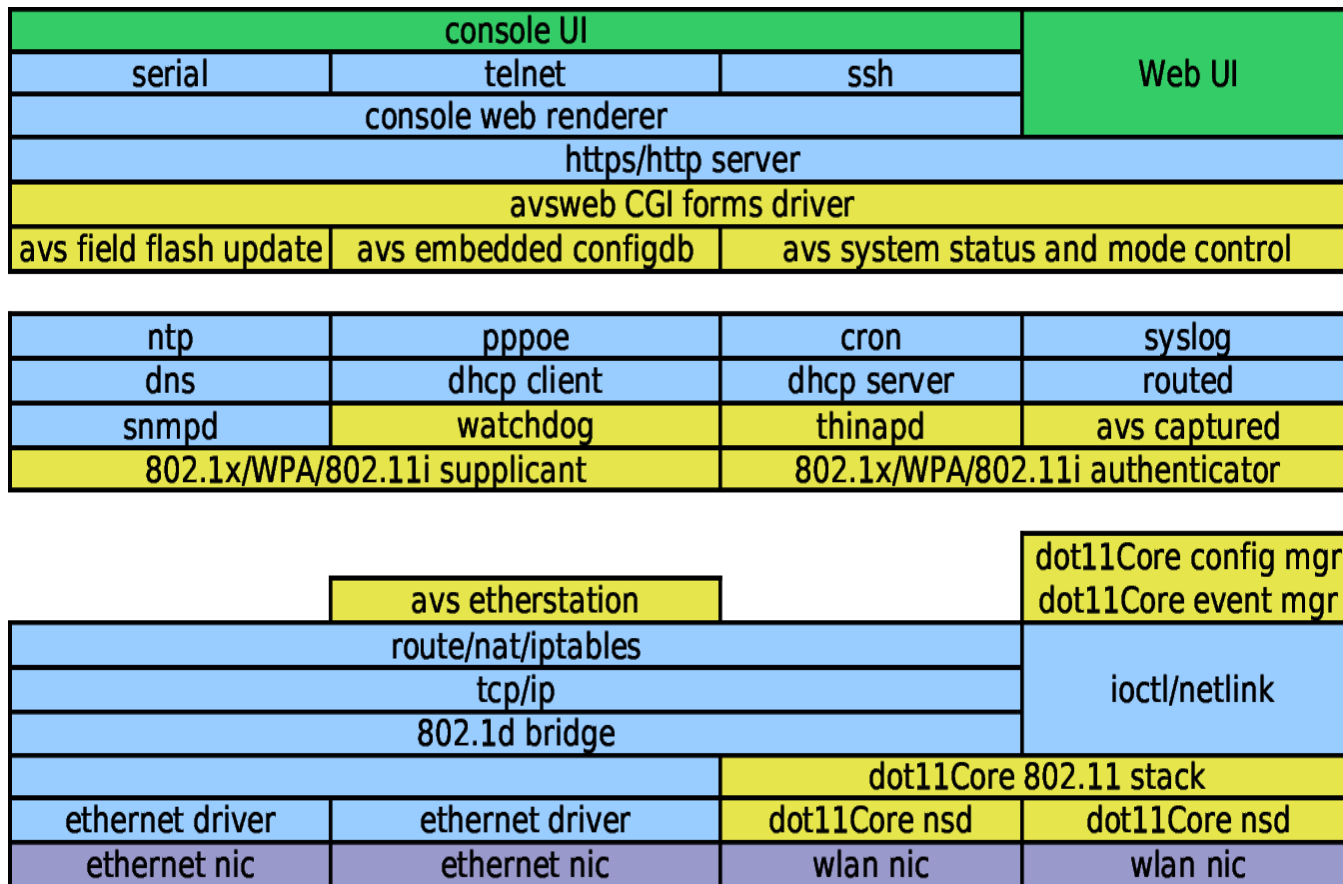 console UI
Web UI
serial telnet ssh
console web renderer
https/http server
avsweb CGI forms driver
avs field flash update avs embedded configdb avs system status and mode control
ntp pppoe cron syslog
dns dhcp client dhcp server routed
snmpd watchdog thinapd avs captured
802.1x/WPA/802.11i supplicant 802.1x/WPA/802.11i authenticator
dot11Core config mgr
avs etherstation dot11Core event mgr
route/nat/iptables
tcp/ip ioctl/netlink
802.1d bridge
dot11Core 802.11 stack
ethernet driver ethernet driver dot11Core nsd dot11Core nsd
ethernet nic ethernet nic wlan nic wlan nic